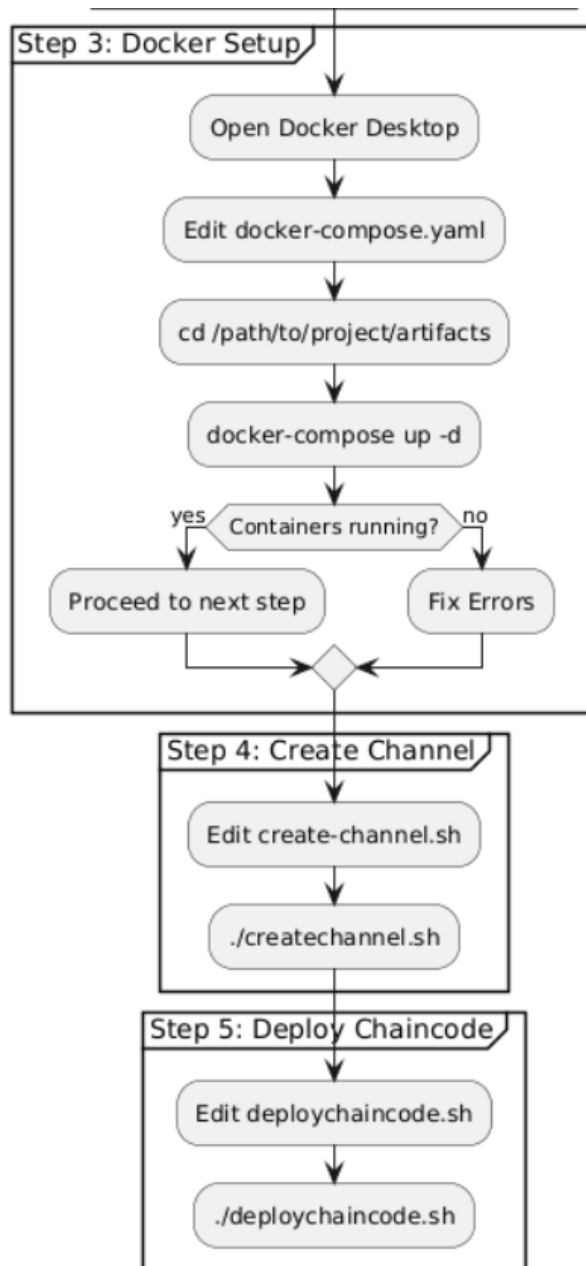 Step 3: Docker Setup
Open Docker Desktop
Edit docker-compose.yaml
cd /path/to/project/artifacts
docker-compose up -d
yes
Containers running?
no
Proceed to next step
Fix Errors
Step 4: Create Channel
Edit create-channel.sh
./createchannel.sh
Step 5: Deploy Chaincode
Edit deploychaincode.sh
./deploychaincode.sh